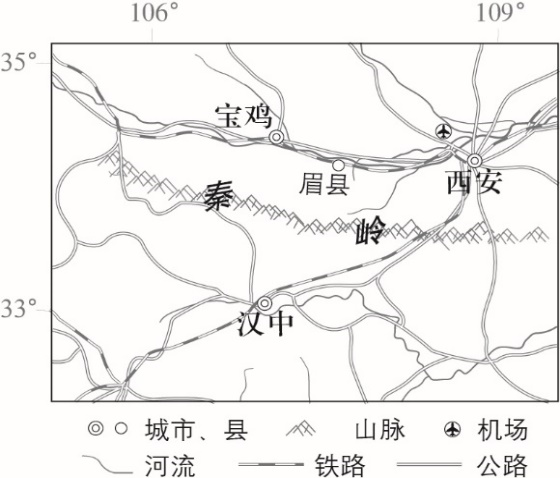 106° 109°
35°
宝鸡
眉县 西安
秦
岭
33°
汉中
城市、县 山脉 机场
河流 铁路 公路